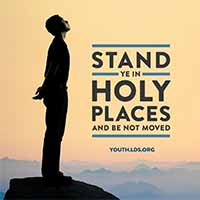 STAND
YE IN
HOLY
PLACES
AND BE NOT MOVED
YOUTH.LDS.ORG